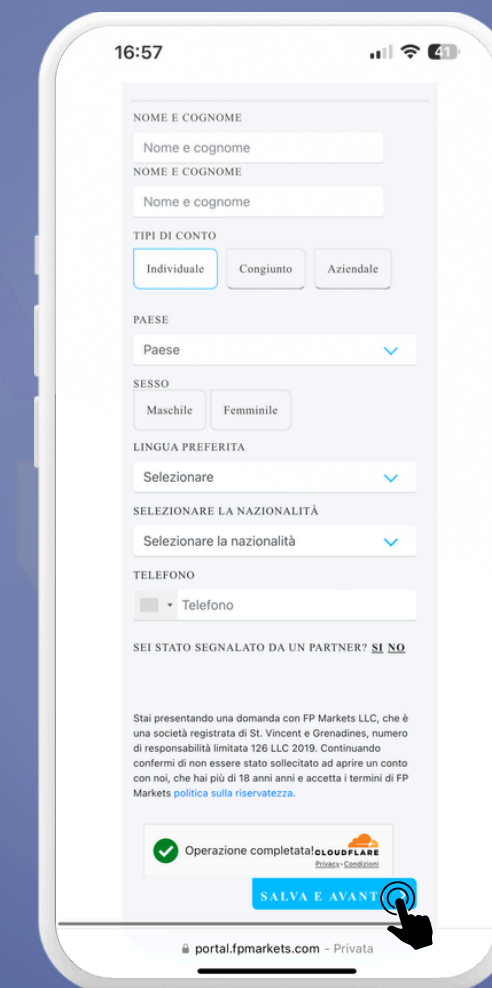 16:57
41
NOME E COGNOME
Nome e cognome
NOME E COGNOME
Nome e cognome
TIPI DI CONTO
Individuale Congiunto Aziendale
PAESE
Paese
SESSO
Maschile Femminile
LINGUA PREFERITA
Selezionare
SELEZIONARE LA NAZIONALITÀ
Selezionare la nazionalità
TELEFONO
Telefono
SEI STATO SEGNALATO DA UN PARTNER? SI NO
Stai presentando una domanda con FP Markets LLC, che è
una società registrata di St. Vincent e Grenadines, numero
di responsabilità limitata 126 LLC 2019. Continuando
confermi di non essere stato sollecitato ad aprire un conto
con noi, che hai più di 18 anni anni e accetta i termini di FP
Markets politica sulla riservatezza.
Operazione completata!
CLOUDFLARE
Privacy • Condizioni
SALVA E AVANT
portal.fpmarkets.com - Privata